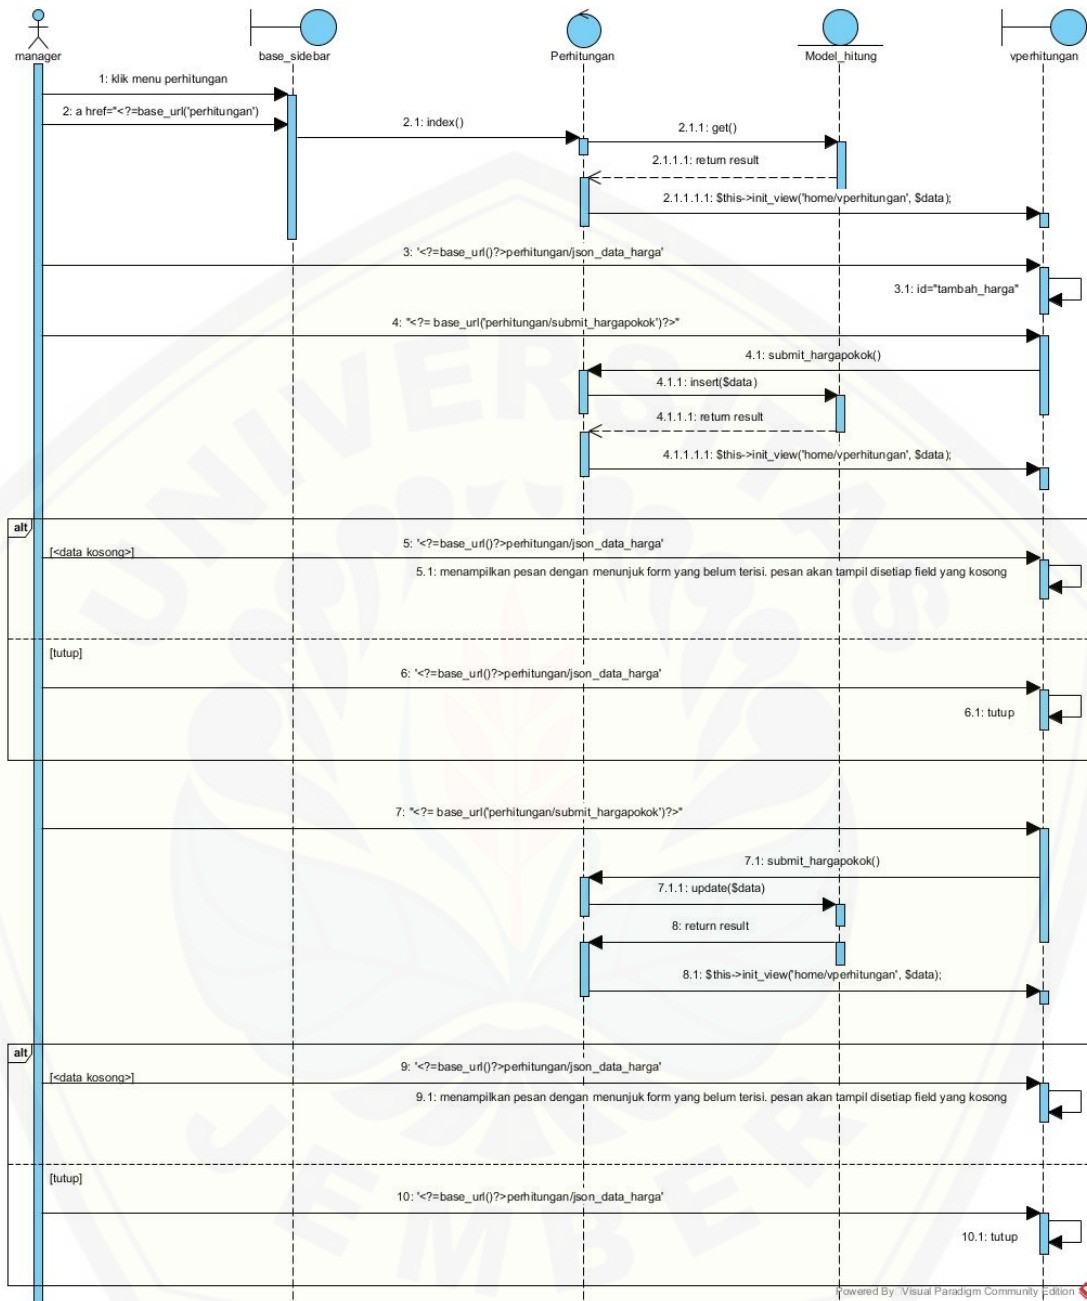 manager
base_sidebar
Perhitungan
Model_hitung
vperhitungan
1: klik menu perhitungan
2: a href="<?=base_url('perhitungan')
2.1: index()
2.1.1: get()
2.1.1.1: return result
2.1.1.1.1: $this->init_view('home/vperhitungan', $data);
3: '<?=base_url()?>perhitungan/json_data_harga'
3.1: id="tambah_harga"
4: "<?= base_url('perhitungan/submit_hargapokok')?>"
4.1: submit_hargapokok()
4.1.1: insert($data)
4.1.1.1: return result
4.1.1.1.1: $this->init_view('home/vperhitungan', $data);
alt
[<data kosong>]
5: '<?=base_url()?>perhitungan/json_data_harga'
5.1: menampilkan pesan dengan menunjuk form yang belum terisi. pesan akan tampil disetiap field yang kosong
[tutup]
6: '<?=base_url()?>perhitungan/json_data_harga'
6.1: tutup
7: "<?= base_url('perhitungan/submit_hargapokok')?>"
7.1: submit_hargapokok()
7.1.1: update($data)
8: return result
8.1: $this->init_view('home/vperhitungan', $data);
alt
[<data kosong>]
9: '<?=base_url()?>perhitungan/json_data_harga'
9.1: menampilkan pesan dengan menunjuk form yang belum terisi. pesan akan tampil disetiap field yang kosong
[tutup]
10: '<?=base_url()?>perhitungan/json_data_harga'
10.1: tutup
UNIVERSITAS
JEMBER
Powered By Visual Paradigm Community Edition